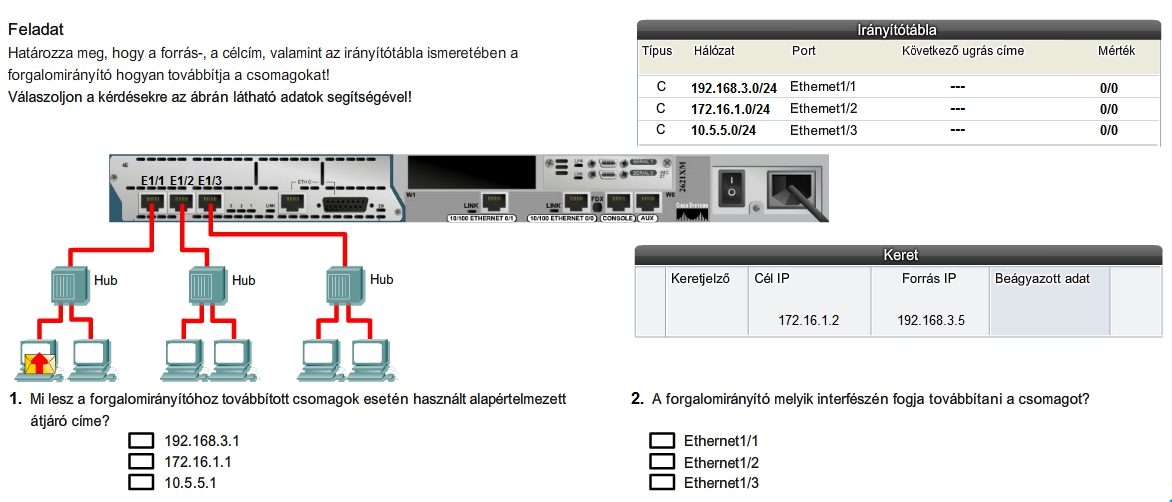 Feladat
Határozza meg, hogy a forrás-, a célcím, valamint az irányítótábla ismeretében a
forgalomirányító hogyan továbbítja a csomagokat!
Válaszoljon a kérdésekre az ábrán látható adatok segítségével!
Irányítótábla
Típus Hálózat Port Következő ugrás címe Mérték
C 192.168.3.0/24 Ethernet1/1 --- 0/0
C 172.16.1.0/24 Ethernet1/2 --- 0/0
C 10.5.5.0/24 Ethernet1/3 --- 0/0
E1/1 E1/2 E1/3
ETH 0
LINK
W1
LINK
10/100 ETHERNET 0/1
LINK
FDX
10/100 ETHERNET 0/0
CONSOLE
AUX
W0
SERIAL 1
SERIAL 0
2621XM
Cisco Systems
Hub
Hub
Hub
Keret
Keretjelző Cél IP Forrás IP Beágyazott adat
172.16.1.2 192.168.3.5
1. Mi lesz a forgalomirányítóhoz továbbított csomagok esetén használt alapértelmezett
átjáró címe?
192.168.3.1
172.16.1.1
10.5.5.1
2. A forgalomirányító melyik interfészén fogja továbbítani a csomagot?
Ethernet1/1
Ethernet1/2
Ethernet1/3